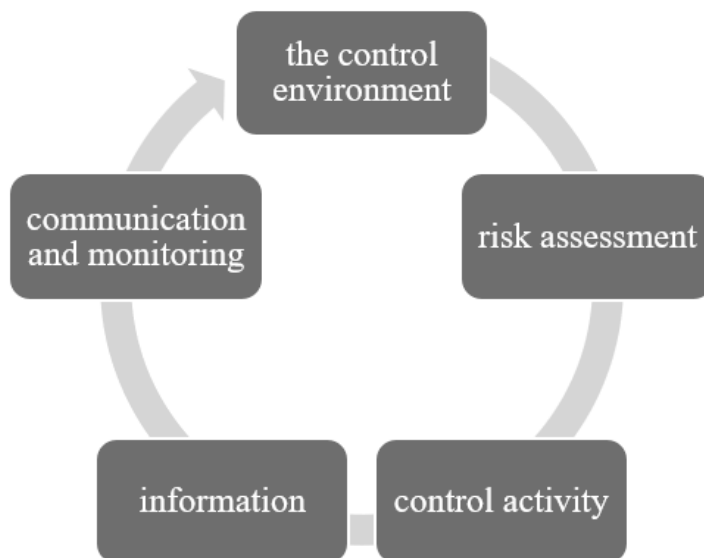 the control
environment
risk assessment
control activity
information
communication
and monitoring